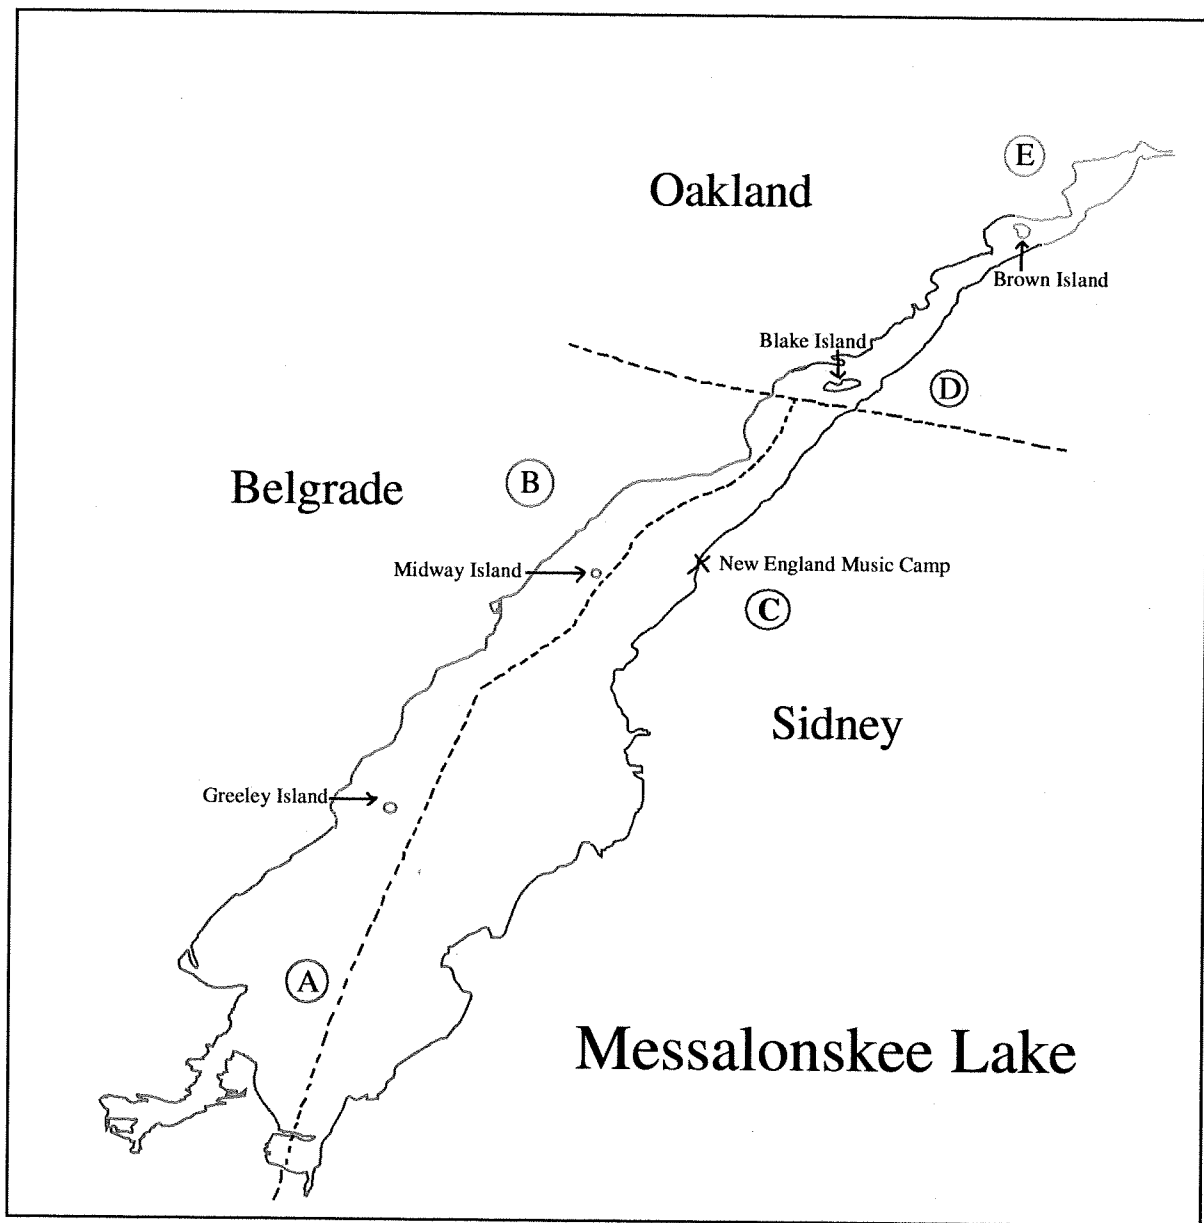 E
Oakland
Brown Island
Blake Island
D
Belgrade
B
Midway Island
New England Music Camp
C
Sidney
Greeley Island
A
Messalonskee Lake